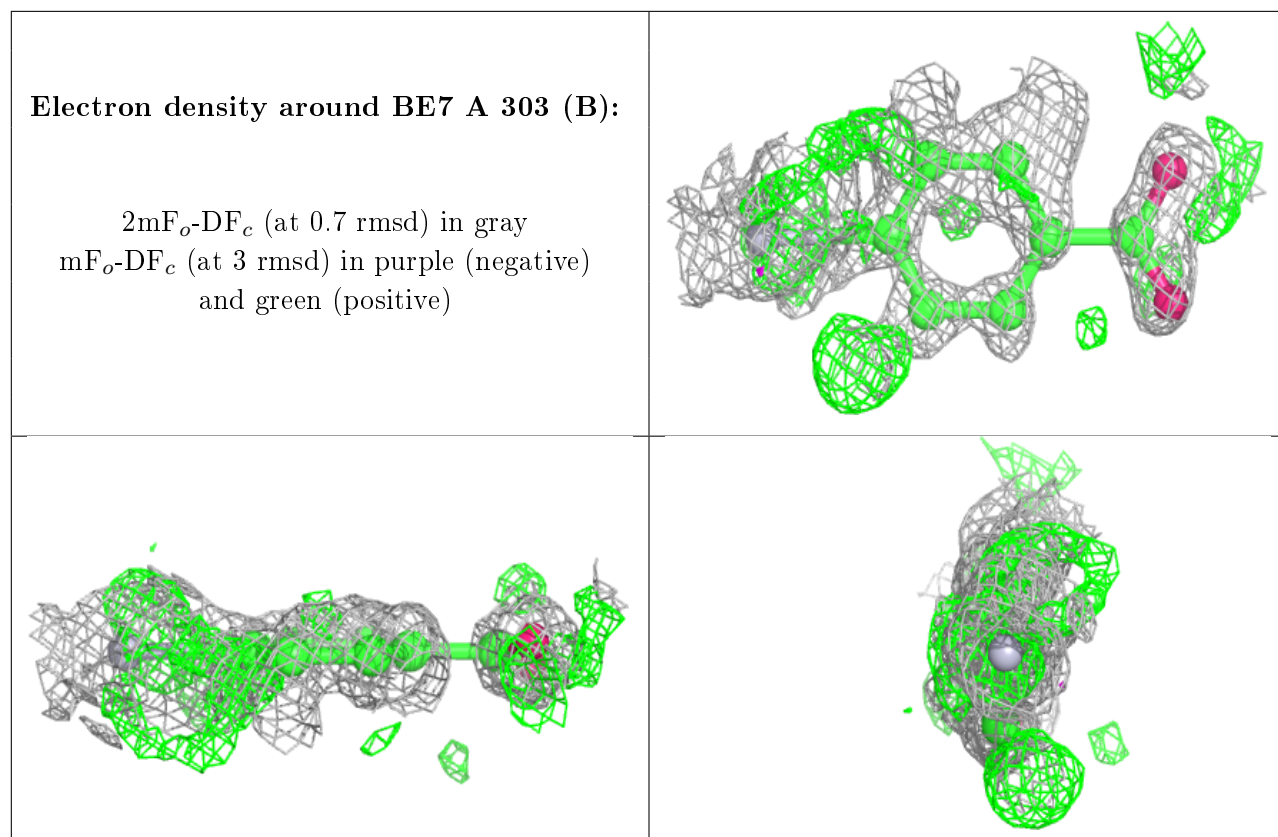 Electron density around BE7 A 303 (B):
2mFo-DFc (at 0.7 rmsd) in gray
mFo-DFc (at 3 rmsd) in purple (negative)
and green (positive)